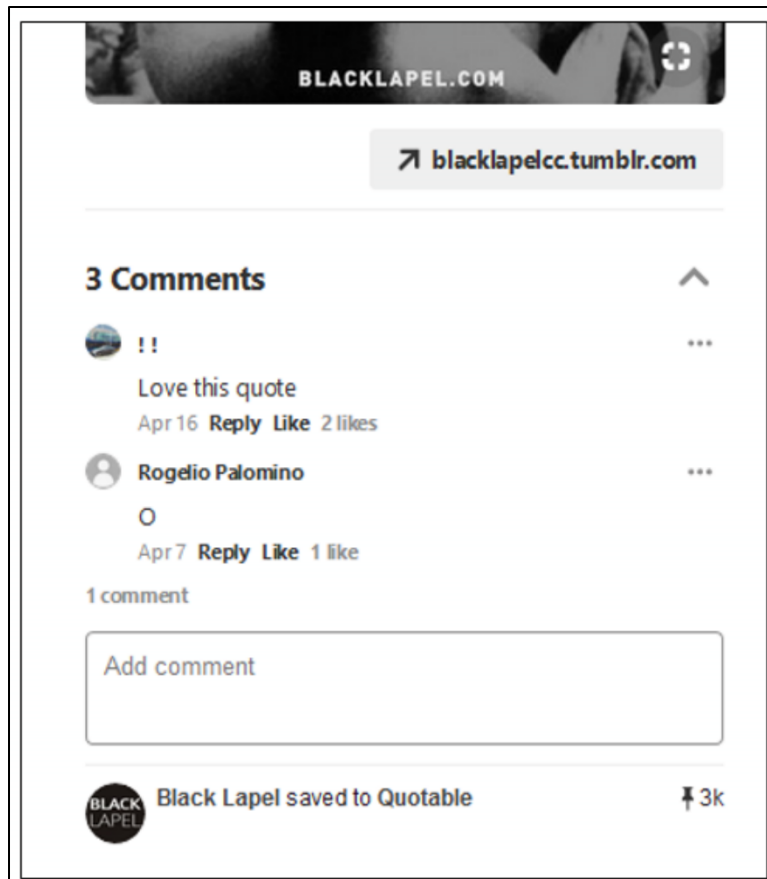 BLACKLAPEL.COM
blacklapelcc.tumblr.com
3 Comments
! !
Love this quote
Apr 16 Reply Like 2 likes
Rogelio Palomino
O
Apr 7 Reply Like 1 like
1 comment
Add comment
BLACK
LAPEL
Black Lapel saved to Quotable
3k